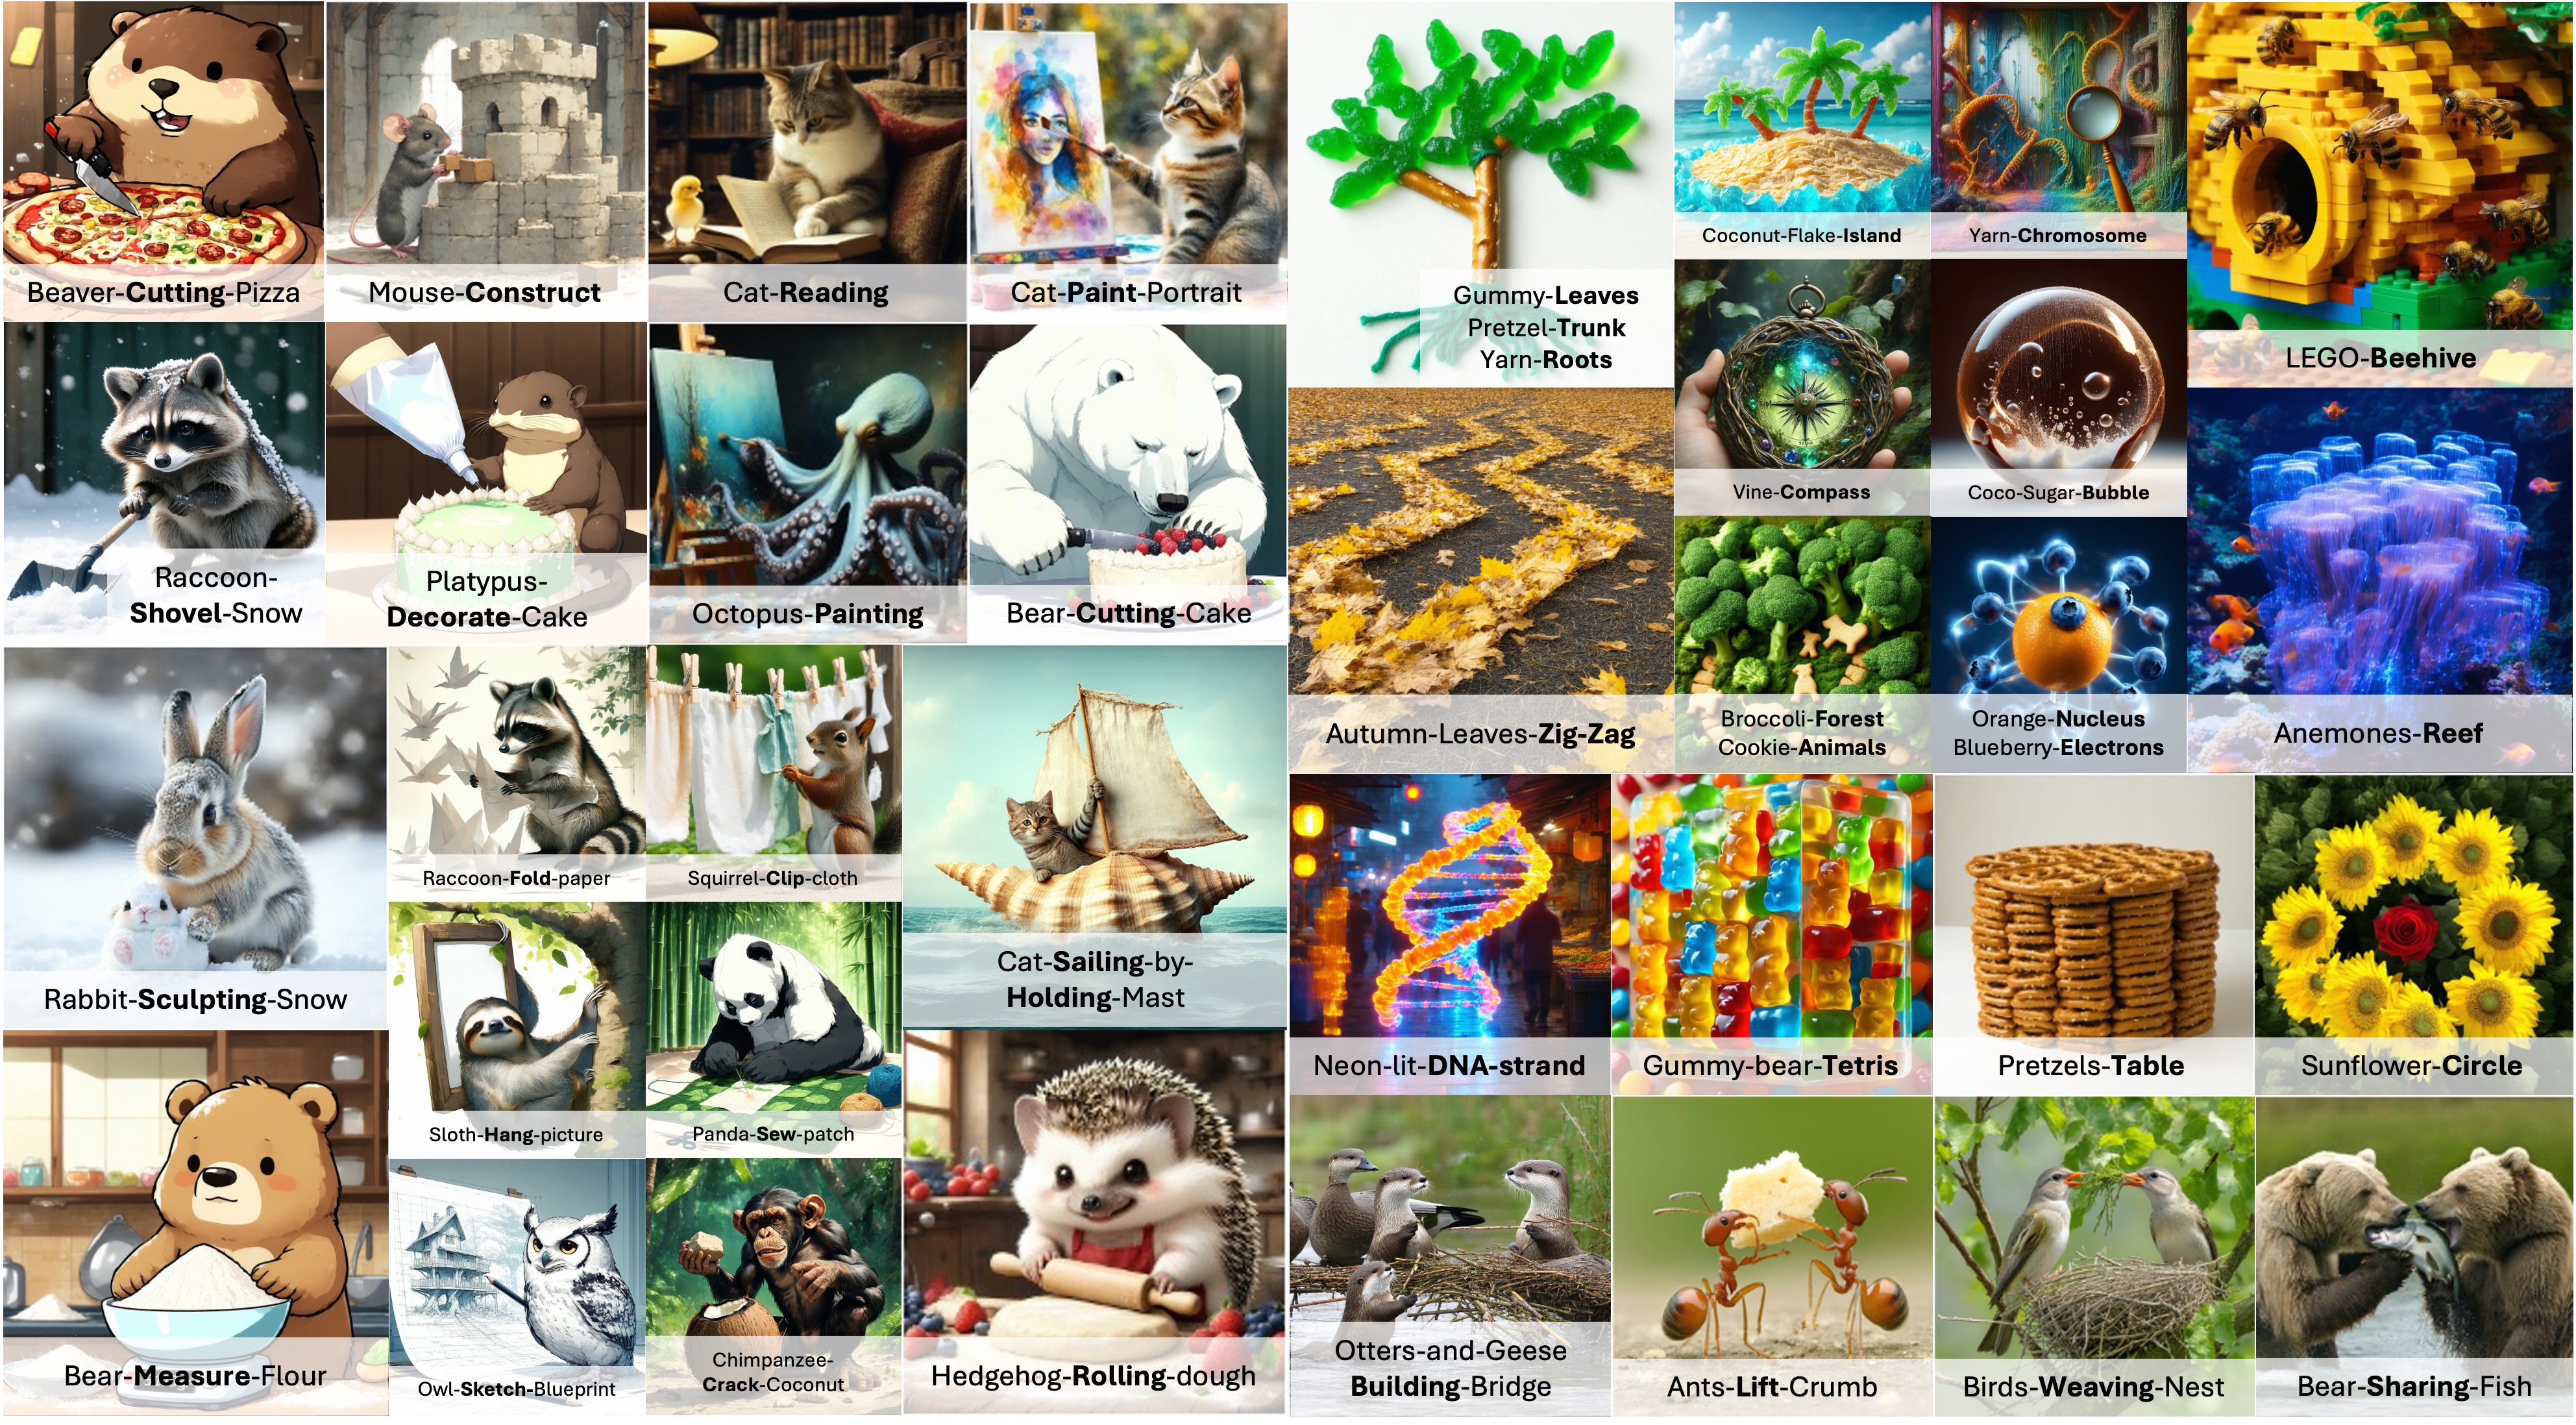 Beaver-Cutting-Pizza
Mouse-Construct
Cat-Reading
Cat-Paint-Portrait
Raccoon-
Shovel-Snow
Platypus-
Decorate-Cake
Octopus-Painting
Bear-Cutting-Cake
Rabbit-Sculpting-Snow
Raccoon-Fold-paper
Squirrel-Clip-cloth
Sloth-Hang-picture
Panda-Sew-patch
Cat-Sailing-by-
Holding-Mast
Bear-Measure-Flour
Owl-Sketch-Blueprint
Chimpanzee-
Crack-Coconut
Hedgehog-Rolling-dough
Gummy-Leaves
Pretzel-Trunk
Yarn-Roots
Coconut-Flake-Island
Yarn-Chromosome
LEGO-Beehive
Vine-Compass
Coco-Sugar-Bubble
Autumn-Leaves-Zig-Zag
Broccoli-Forest
Cookie-Animals
Orange-Nucleus
Blueberry-Electrons
Anemones-Reef
Neon-lit-DNA-strand
Gummy-bear-Tetris
Pretzels-Table
Sunflower-Circle
Otters-and-Geese
Building-Bridge
Ants-Lift-Crumb
Birds-Weaving-Nest
Bear-Sharing-Fish